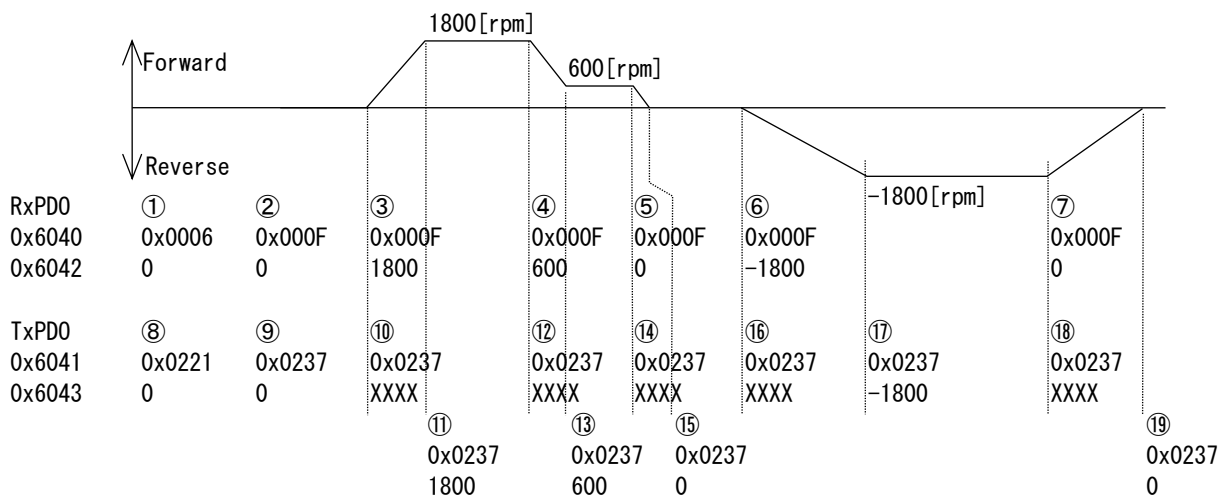 1800[rpm]
Forward
600[rpm]
Reverse
-1800[rpm]
RxPDO ① ② ③ ④ ⑤ ⑥ ⑦
0x6040 0x0006 0x000F 0x000F 0x000F 0x000F 0x000F 0x000F
0x6042 0 0 1800 600 0 -1800 0
TxPDO ⑧ ⑨ ⑩ ⑫ ⑭ ⑯ ⑰ ⑱
0x6041 0x0221 0x0237 0x0237 0x0237 0x0237 0x0237 0x0237 0x0237
0x6043 0 0 XXXX XXXX XXXX XXXX -1800 XXXX
⑪ ⑬ ⑮ ⑲
0x0237 0x0237 0x0237 0x0237
1800 600 0 0